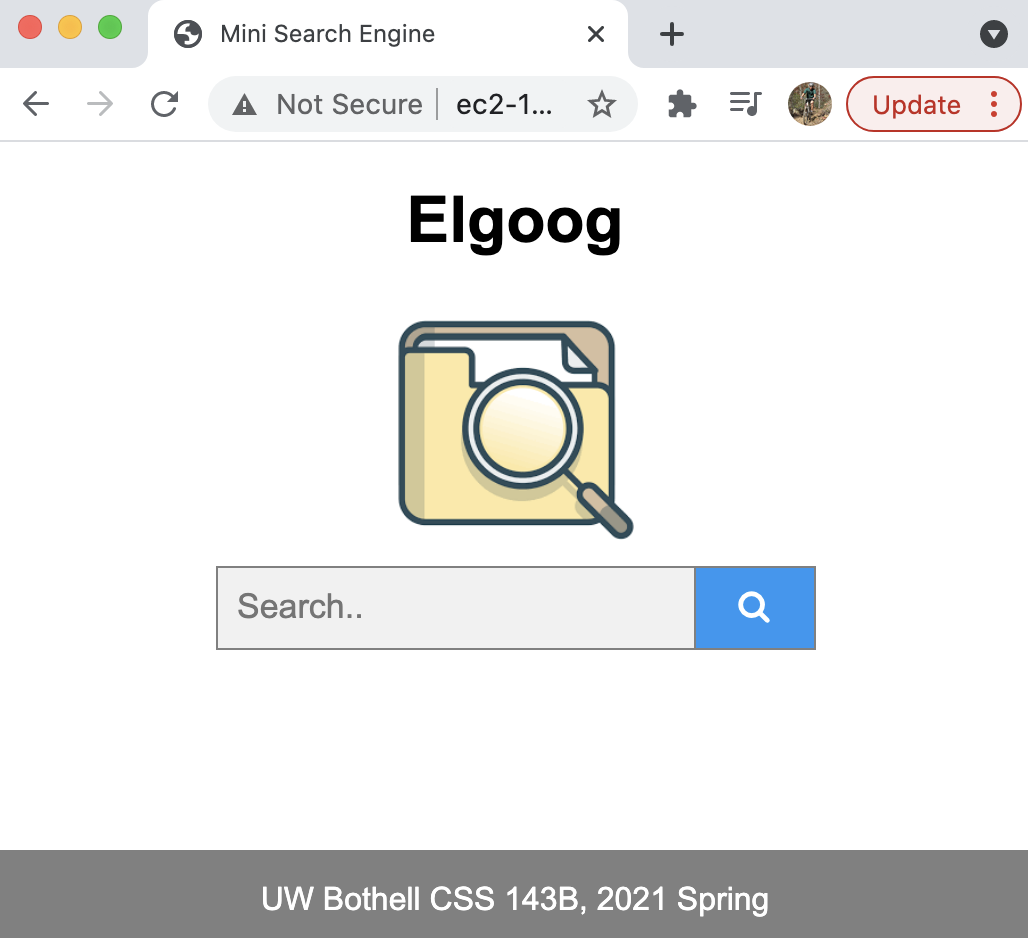 Mini Search Engine
Not Secure ec2-1...
Update
Elgoog
Search..
UW Bothell CSS 143B, 2021 Spring